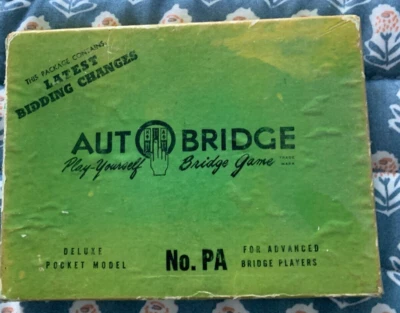 THIS PACKAGE CONTAINS
LATEST
BIDDING CHANGES
AUTOBRIDGE
Play-Yourself Bridge Game TRADE MARK
DELUXE
POCKET MODEL
No. PA
FOR ADVANCED
BRIDGE PLAYERS